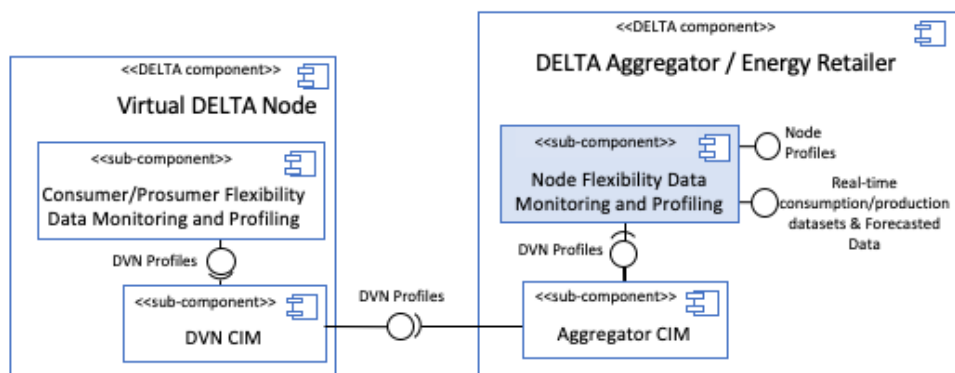 <<DELTA component>>
Virtual DELTA Node
<<sub-component>>
Consumer/Prosumer Flexibility
Data Monitoring and Profiling
DVN Profiles
<<sub-component>>
DVN CIM
DVN Profiles
<<DELTA component>>
DELTA Aggregator / Energy Retailer
<<sub-component>>
Node Flexibility Data
Monitoring and Profiling
Node
Profiles
Real-time
consumption/production
datasets & Forecasted
Data
DVN Profiles
<<sub-component>>
Aggregator CIM